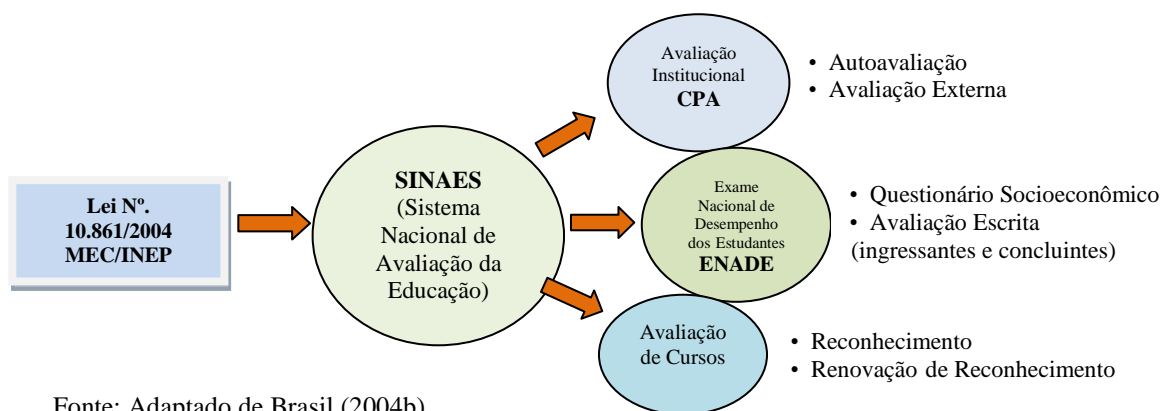 Lei Nº.
10.861/2004
MEC/INEP
SINAES
(Sistema
Nacional de
Avaliação da
Educação)
Avaliação
Institucional
CPA
• Autoavaliação
• Avaliação Externa
Exame
Nacional de
Desempenho
dos Estudantes
ENADE
• Questionário Socioeconômico
• Avaliação Escrita
(ingressantes e concluintes)
Avaliação
de Cursos
• Reconhecimento
• Renovação de Reconhecimento
Fonte: Adaptado de Brasil (2004b)